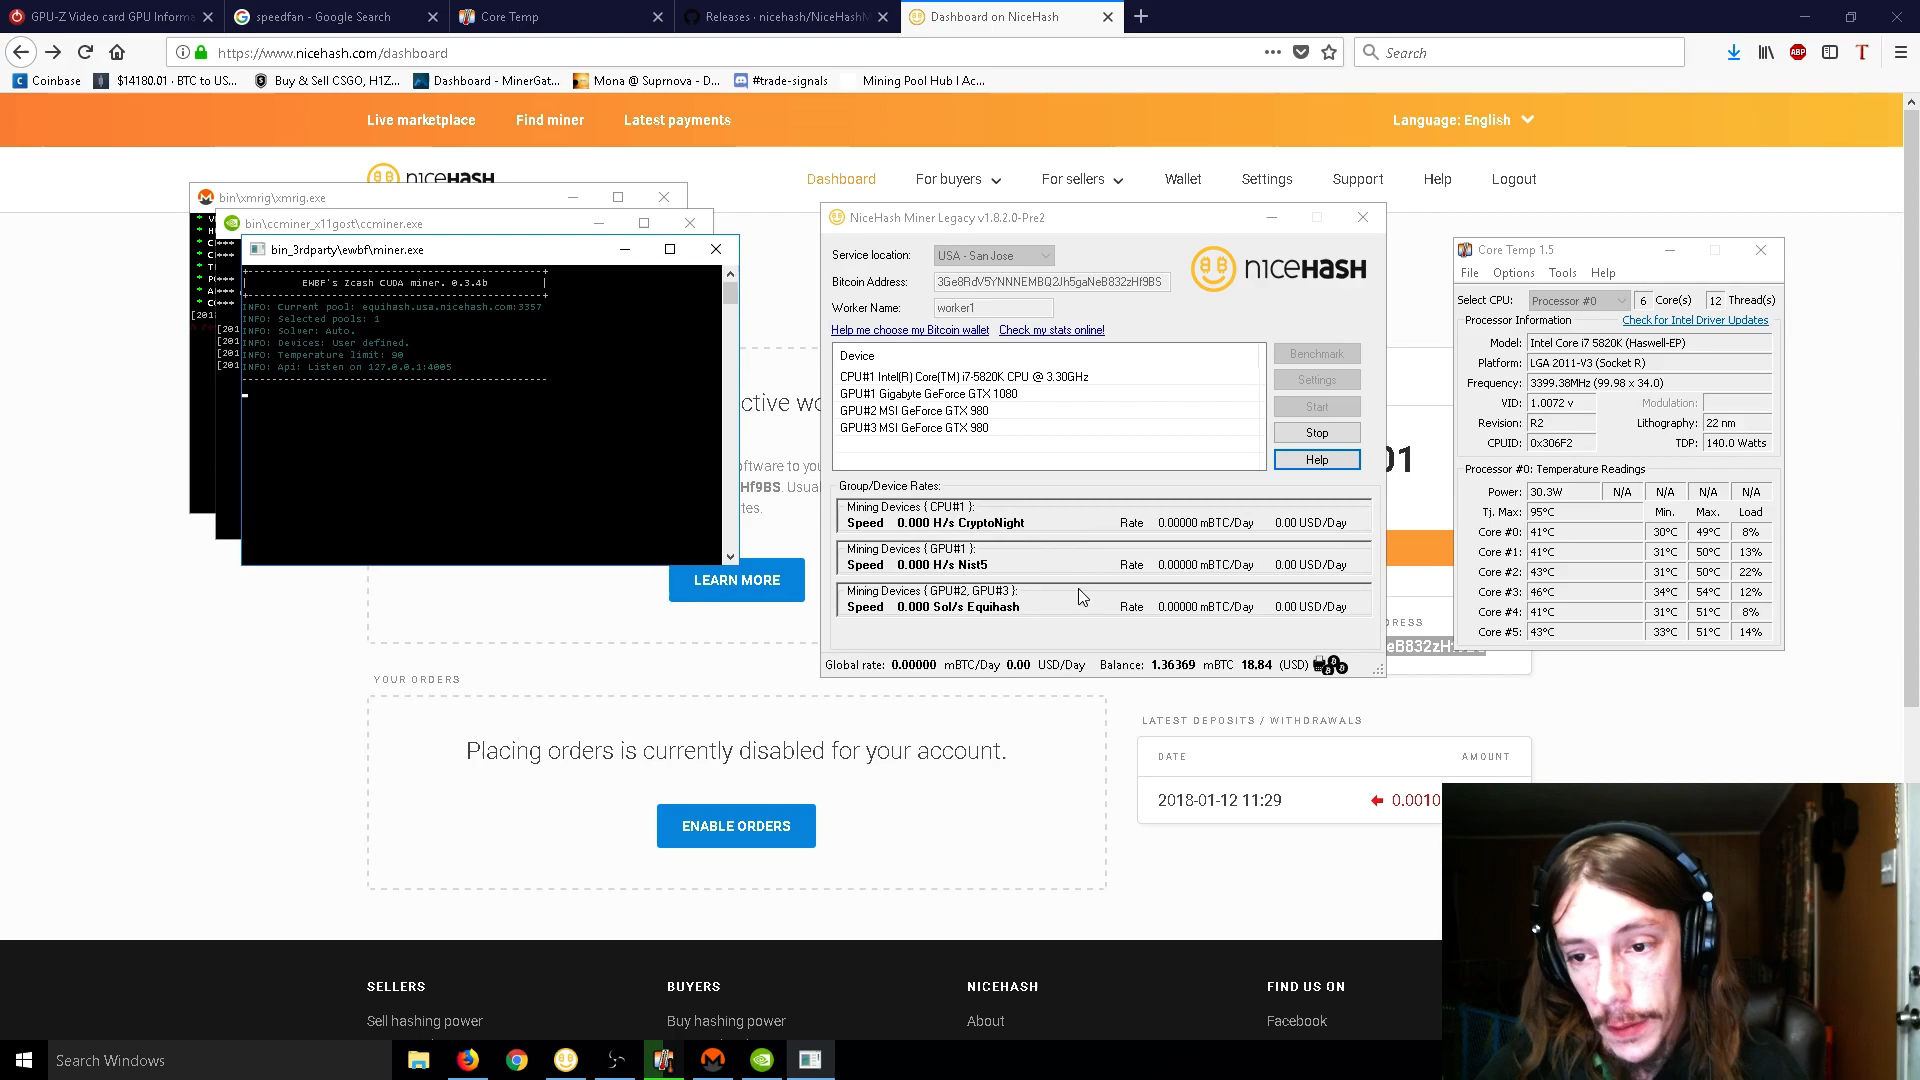 GPU-Z Video card GPU Informa
speedfan - Google Search
Core Temp
Releases · nicehash/NiceHashM
Dashboard on NiceHash
https://www.nicehash.com/dashboard
Search
Coinbase
$14180.01 · BTC to US...
Buy & Sell CSGO, H1Z...
Dashboard - MinerGat...
Mona @ Suprnova - D...
#trade-signals
Mining Pool Hub | Ac...
Live marketplace
Find miner
Latest payments
Language: English
niceHASH
Dashboard
For buyers
For sellers
Wallet
Settings
Support
Help
Logout
bin\xmrig\xmrig.exe
bin\ccminer_x11gost\ccminer.exe
bin_3rdparty\ewbf\miner.exe
EWBF's Zcash CUDA miner. 0.3.4b
INFO: Current pool: equihash.usa.nicehash.com:3357
INFO: Selected pools: 1
INFO: Solver: Auto.
INFO: Devices: User defined.
INFO: Temperature limit: 90
INFO: Api: Listen on 127.0.0.1:4005
[201
[201
[201
[201
[201
NiceHash Miner Legacy v1.8.2.0-Pre2
Service location:
USA - San Jose
Bitcoin Address:
3Ge8RdV5YNNNEMBQ2Jh5gaNeB832zHf9BS
Worker Name:
worker1
niceHASH
Help me choose my Bitcoin wallet
Check my stats online!
Device
CPU#1 Intel(R) Core(TM) i7-5820K CPU @ 3.30GHz
GPU#1 Gigabyte GeForce GTX 1080
GPU#2 MSI GeForce GTX 980
GPU#3 MSI GeForce GTX 980
Benchmark
Settings
Start
Stop
Help
Group/Device Rates:
Mining Devices { CPU#1 }:
Speed 0.000 H/s CryptoNight Rate 0.00000 mBTC/Day 0.00 USD/Day
Mining Devices { GPU#1 }:
Speed 0.000 H/s Nist5 Rate 0.00000 mBTC/Day 0.00 USD/Day
Mining Devices { GPU#2, GPU#3 }:
Speed 0.000 Sol/s Equihash Rate 0.00000 mBTC/Day 0.00 USD/Day
Global rate: 0.00000 mBTC/Day 0.00 USD/Day Balance: 1.36369 mBTC 18.84 (USD)
Core Temp 1.5
File Options Tools Help
Select CPU: Processor #0 6 Core(s) 12 Thread(s)
Processor Information
Check for Intel Driver Updates
Model: Intel Core i7 5820K (Haswell-EP)
Platform: LGA 2011-V3 (Socket R)
Frequency: 3399.38MHz (99.98 x 34.0)
VID: 1.0072 v Modulation:
Revision: R2 Lithography: 22 nm
CPUID: 0x306F2 TDP: 140.0 Watts
Processor #0: Temperature Readings
Power: 30.3W N/A N/A N/A N/A
Tj. Max: 95°C Min. Max. Load
Core #0: 41°C 30°C 49°C 8%
Core #1: 41°C 31°C 50°C 13%
Core #2: 43°C 31°C 50°C 22%
Core #3: 46°C 34°C 54°C 12%
Core #4: 41°C 31°C 51°C 8%
Core #5: 43°C 33°C 51°C 14%
ctive wo
01
oftware to you
Hf9BS. Usua
tes.
LEARN MORE
RESS
eB832zHf9BS
YOUR ORDERS
Placing orders is currently disabled for your account.
ENABLE ORDERS
LATEST DEPOSITS / WITHDRAWALS
DATE
AMOUNT
2018-01-12 11:29
0.0010
SELLERS
BUYERS
NICEHASH
FIND US ON
Sell hashing power
Buy hashing power
About
Facebook
Search Windows